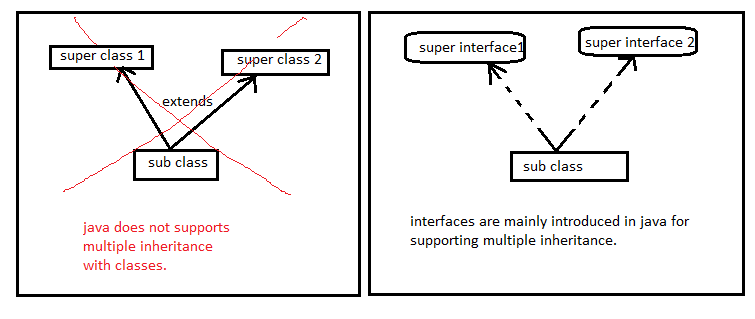 super class 1
super class 2
extends
sub class
java does not supports
multiple inheritance
with classes.
super interface1
super interface 2
sub class
interfaces are mainly introduced in java for
supporting multiple inheritance.